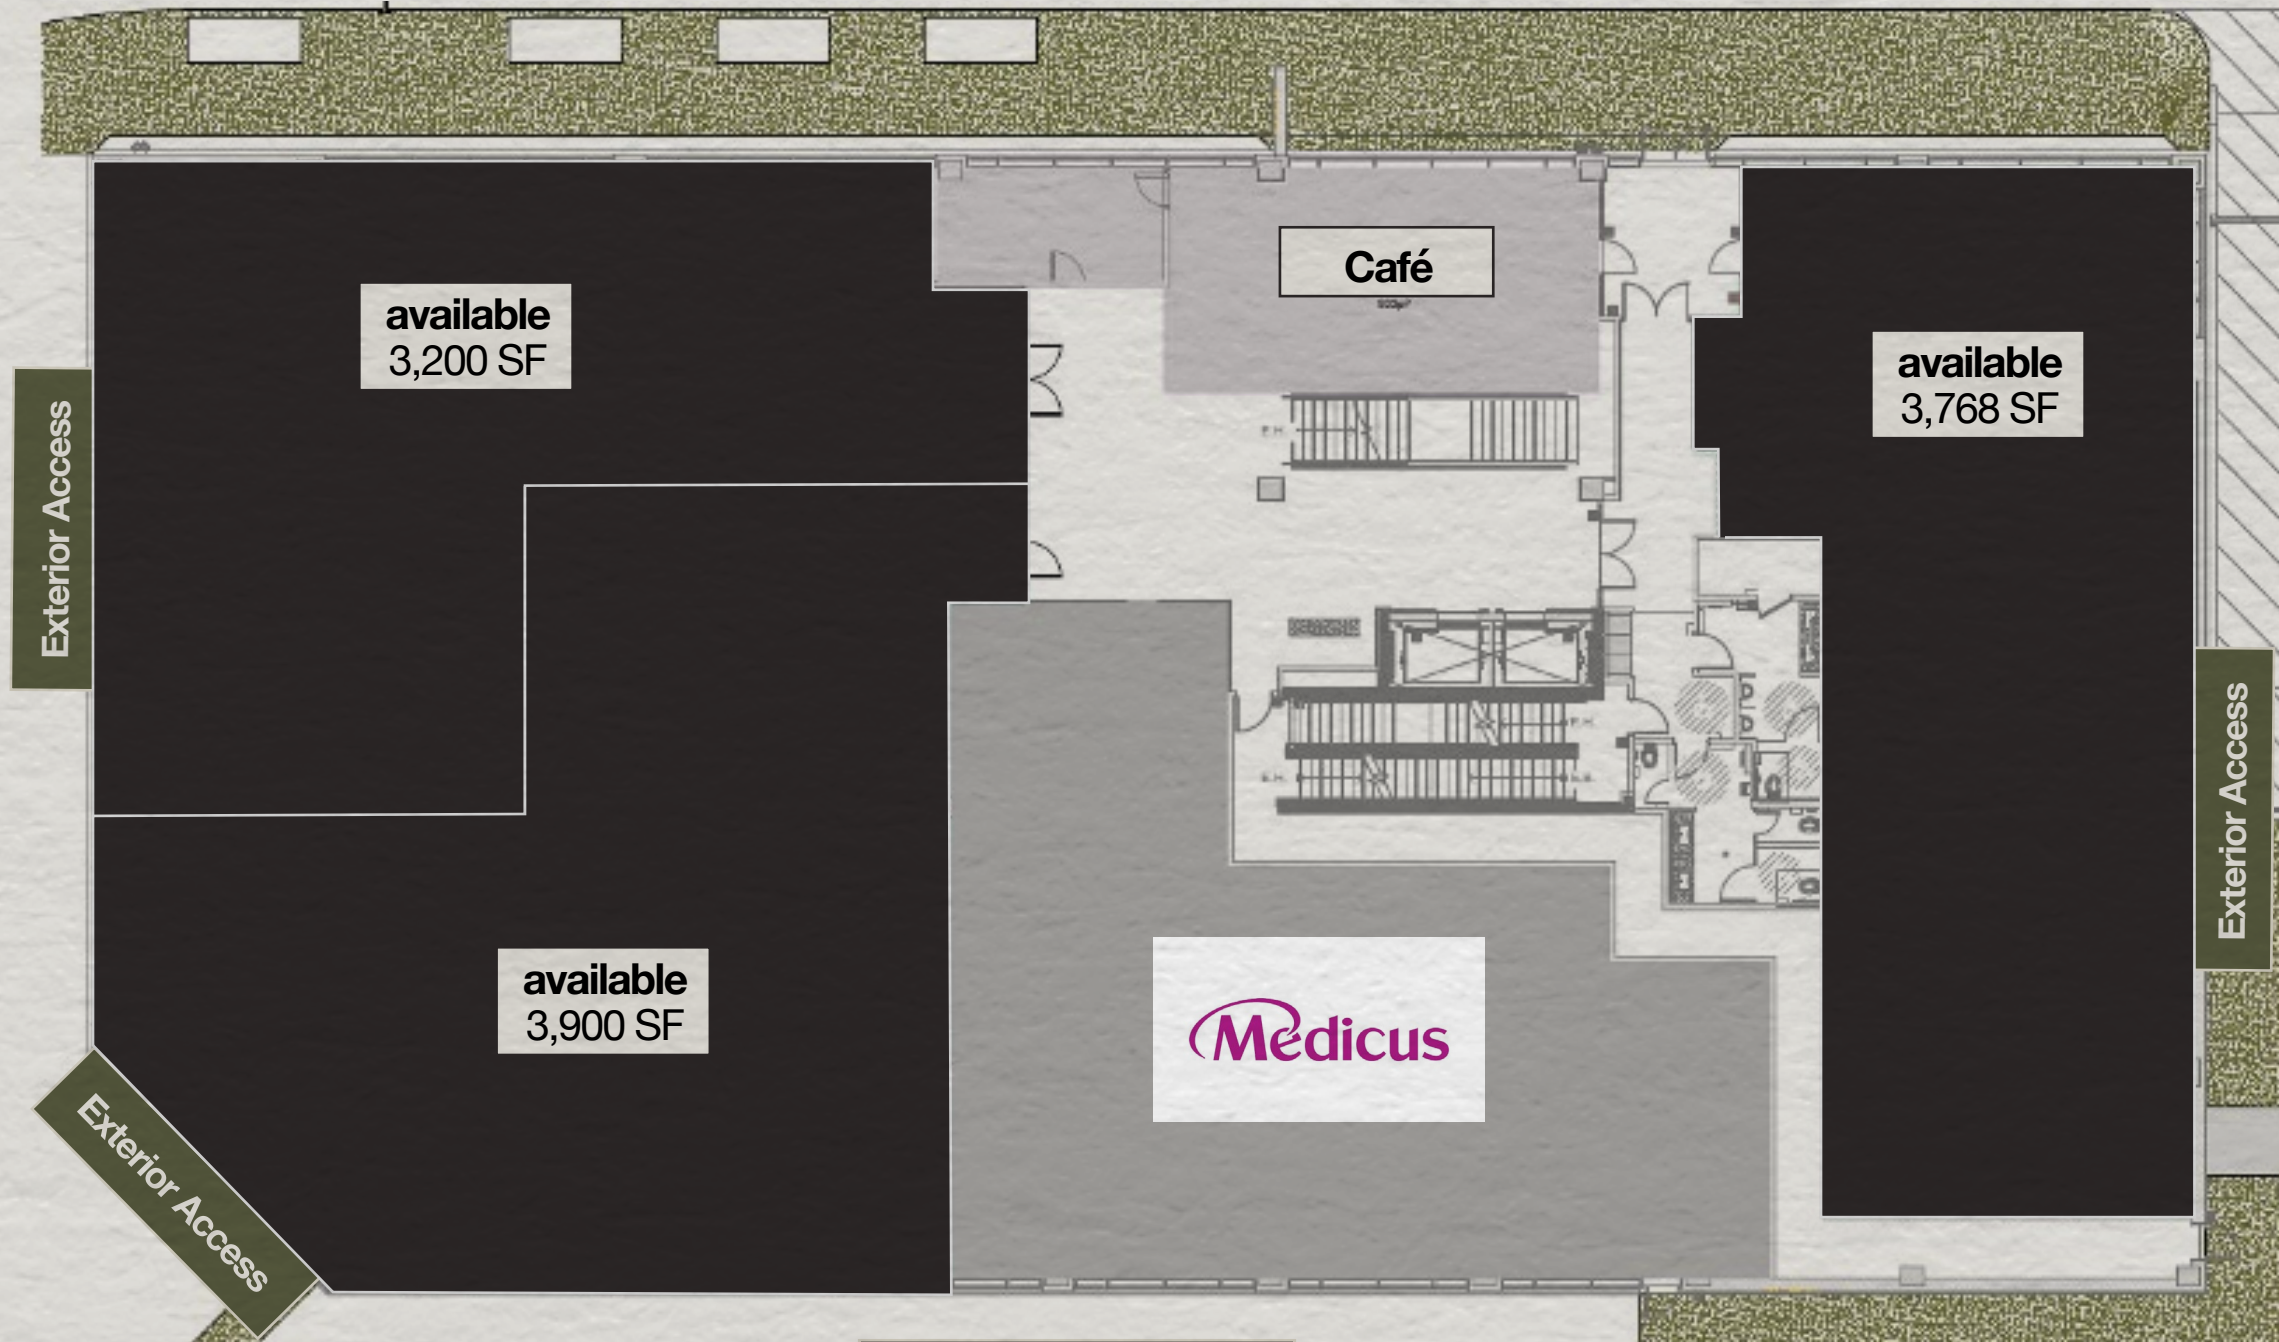 Café
available
3,200 SF
available
3,768 SF
Exterior Access
Exterior Access
available
3,900 SF
Medicus
Exterior Access